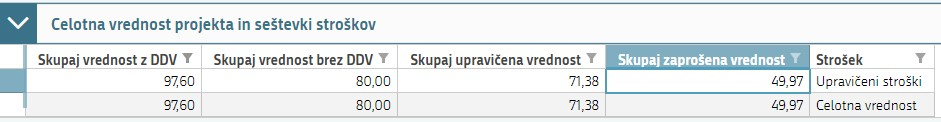 Celotna vrednost projekta in seštevki stroškov
Skupaj vrednost z DDV Skupaj vrednost brez DDV Skupaj upravičena vrednost Skupaj zaprošena vrednost Strošek
97,60 80,00 71,38 49,97 Upravičeni stroški
97,60 80,00 71,38 49,97 Celotna vrednost